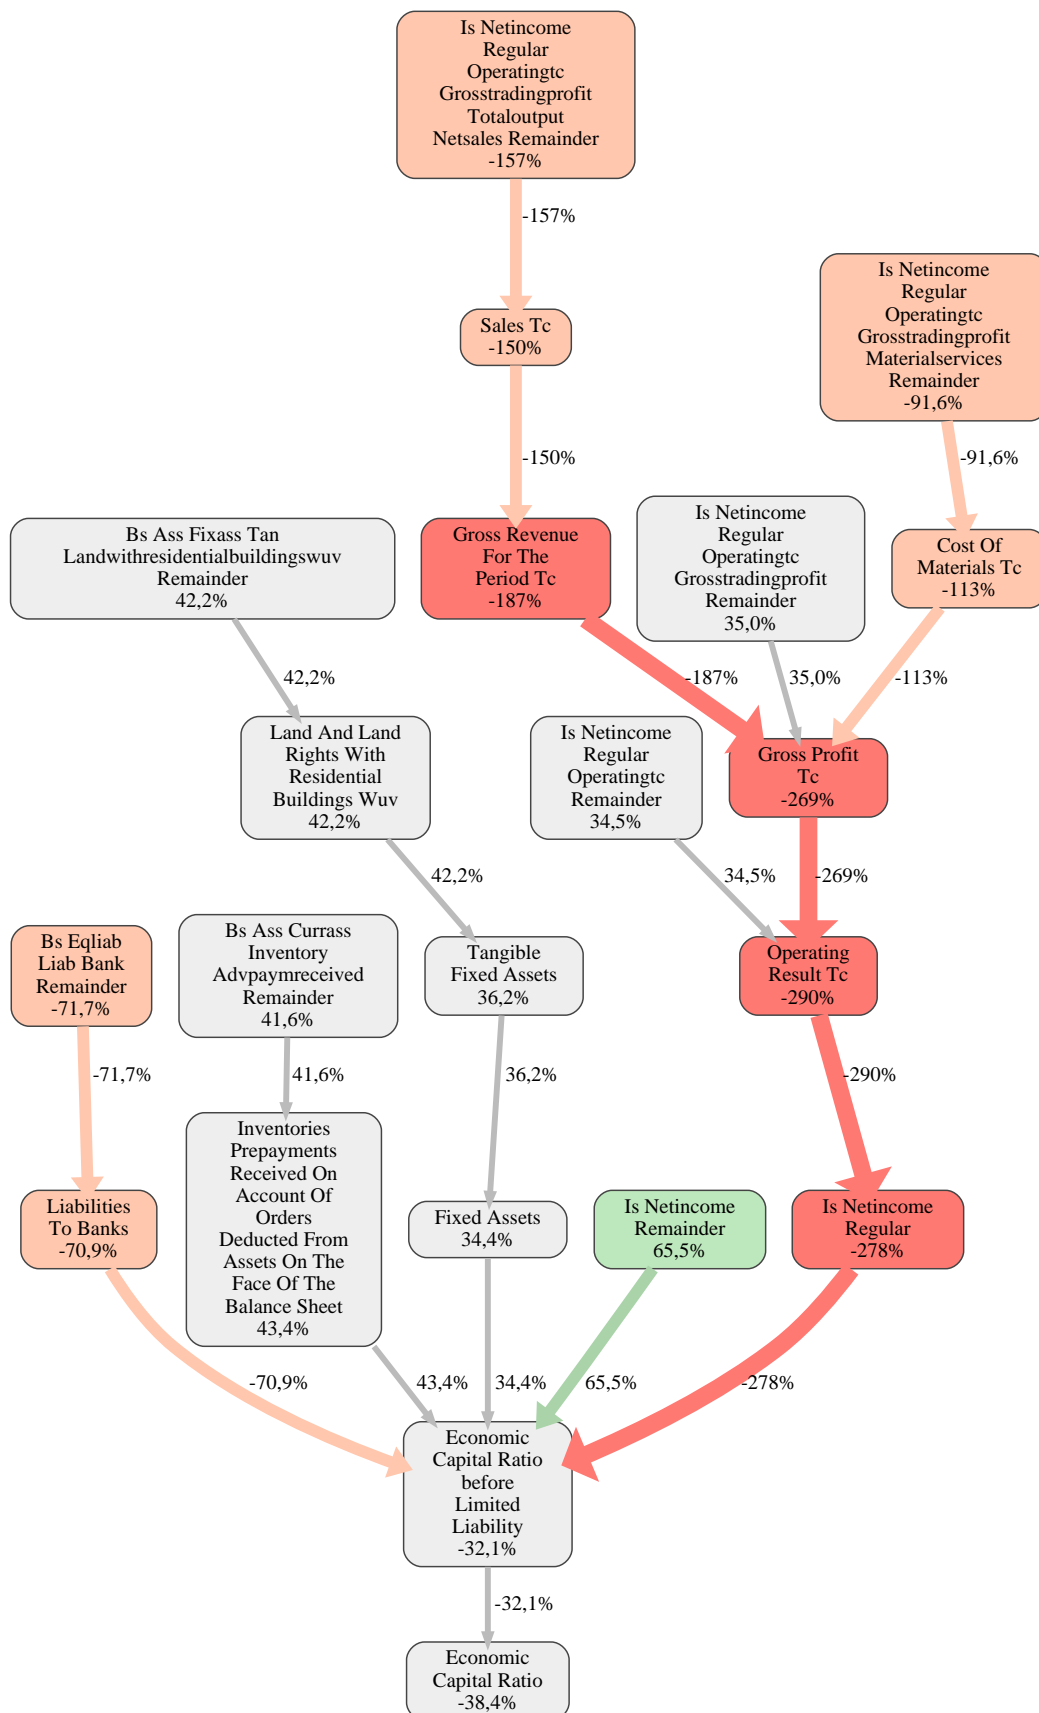 Is Netincome
Regular
Operatingtc
Grosstradingprofit
Totaloutput
Netsales Remainder
-157%
-157%
Is Netincome
Regular
Operatingtc
Grosstradingprofit
Materialservices
Remainder
-91,6%
Sales Tc
-150%
-150%
-91,6%
Bs Ass Fixass Tan
Landwithresidentialbuildingswuv
Remainder
42,2%
Gross Revenue
For The
Period Tc
-187%
Is Netincome
Regular
Operatingtc
Grosstradingprofit
Remainder
35,0%
Cost Of
Materials Tc
-113%
42,2%
-187%
35,0%
-113%
Land And Land
Rights With
Residential
Buildings Wuv
42,2%
Is Netincome
Regular
Operatingtc
Remainder
34,5%
Gross Profit
Tc
-269%
42,2%
34,5%
-269%
Bs Eqliab
Liab Bank
Remainder
-71,7%
Bs Ass Currass
Inventory
Advpaymreceived
Remainder
41,6%
Tangible
Fixed Assets
36,2%
Operating
Result Tc
-290%
-71,7%
41,6%
36,2%
-290%
Liabilities
To Banks
-70,9%
Inventories
Prepayments
Received On
Account Of
Orders
Deducted From
Assets On The
Face Of The
Balance Sheet
43,4%
Fixed Assets
34,4%
Is Netincome
Remainder
65,5%
Is Netincome
Regular
-278%
-70,9%
43,4%
34,4%
65,5%
-278%
Economic
Capital Ratio
before
Limited
Liability
-32,1%
-32,1%
Economic
Capital Ratio
-38,4%